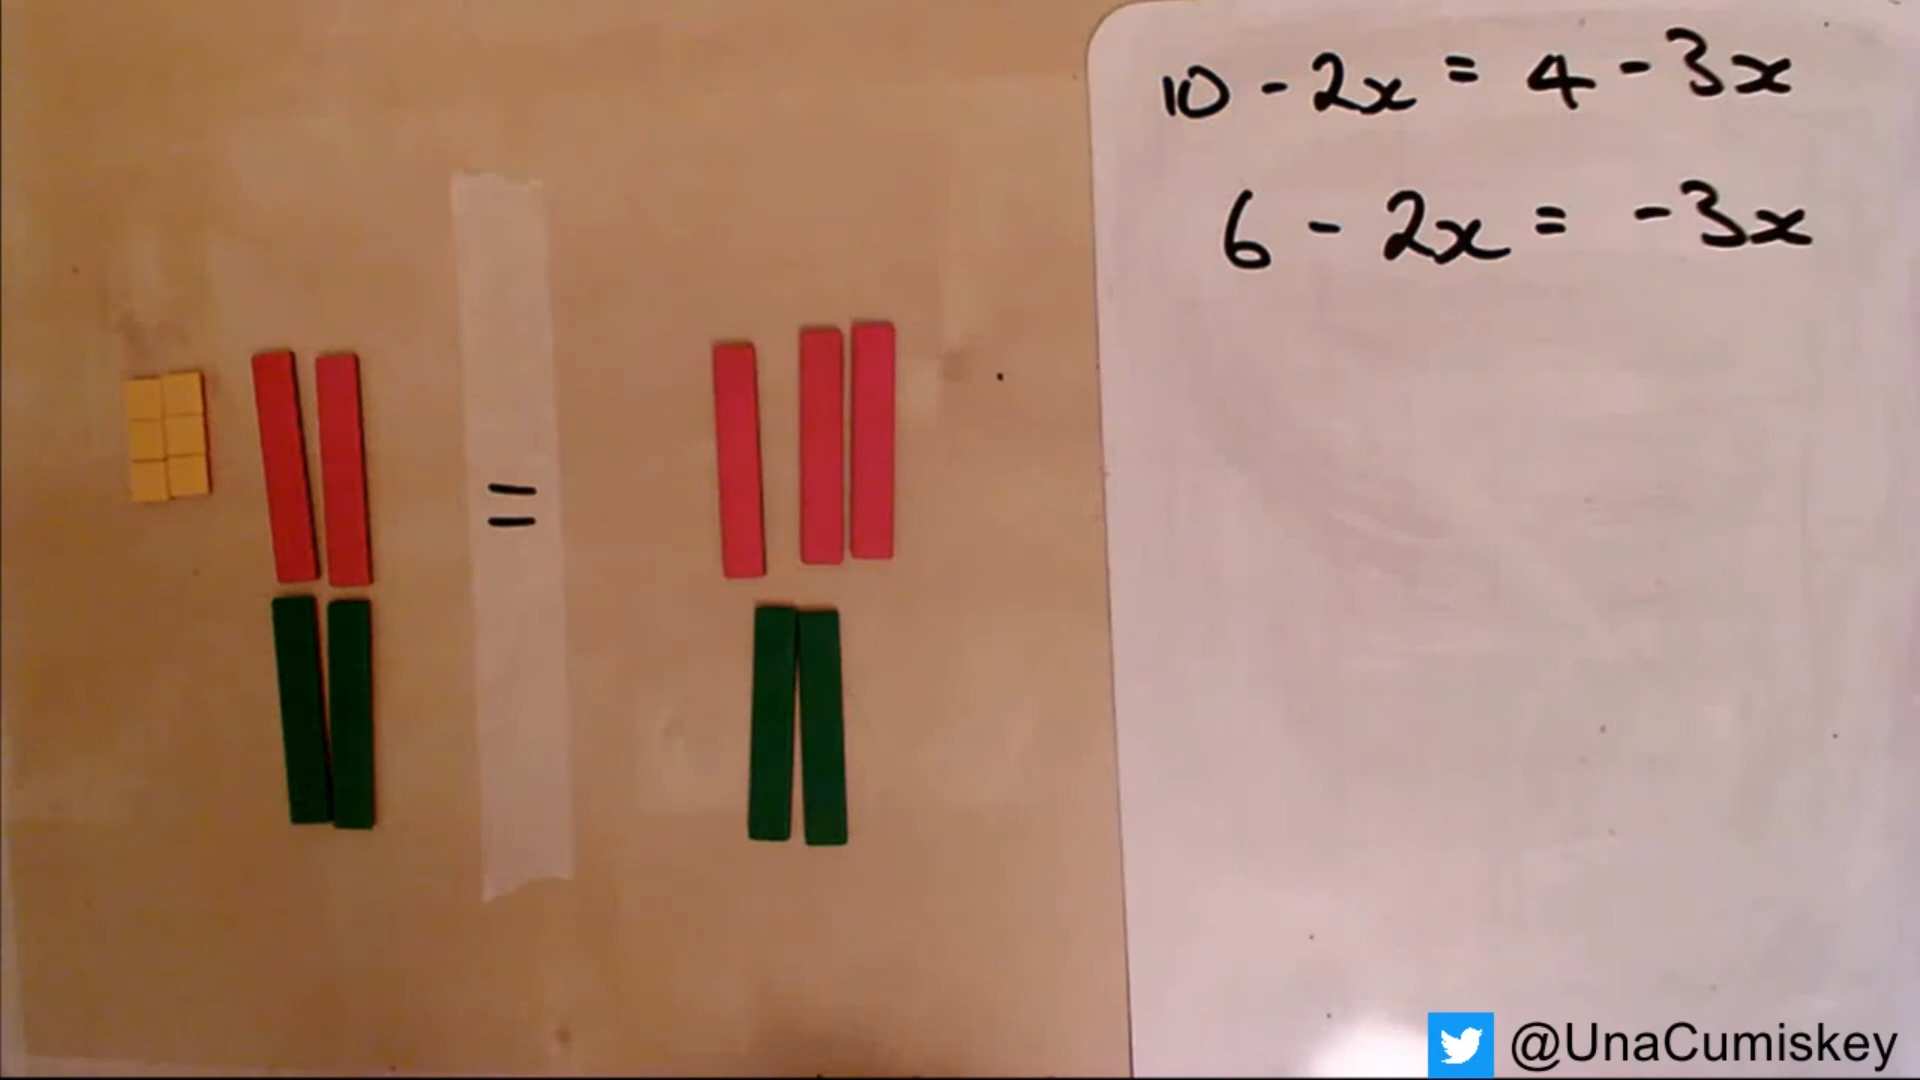 =
10 - 2x = 4 - 3x
6 - 2x = -3x
@UnaCumiskey